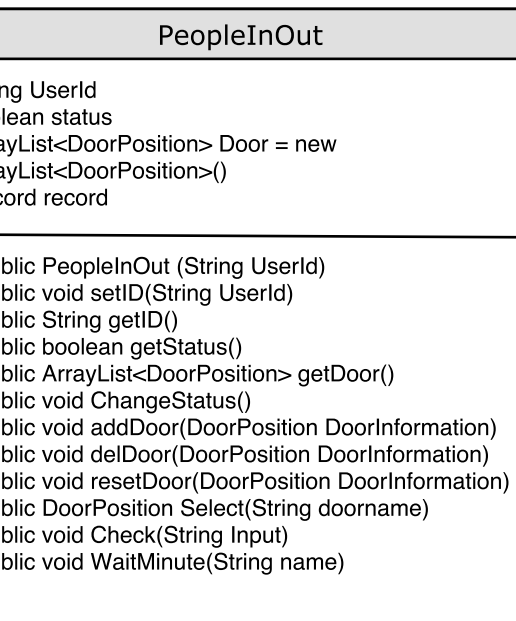 PeopleInOut
ng UserId
lean status
ayList<DoorPosition> Door = new
ayList<DoorPosition>()
cord record
blic PeopleInOut (String UserId)
blic void setID(String UserId)
blic String getID()
blic boolean getStatus()
blic ArrayList<DoorPosition> getDoor()
blic void ChangeStatus()
blic void addDoor(DoorPosition DoorInformation)
blic void delDoor(DoorPosition DoorInformation)
blic void resetDoor(DoorPosition DoorInformation)
blic DoorPosition Select(String doorname)
blic void Check(String Input)
blic void WaitMinute(String name)